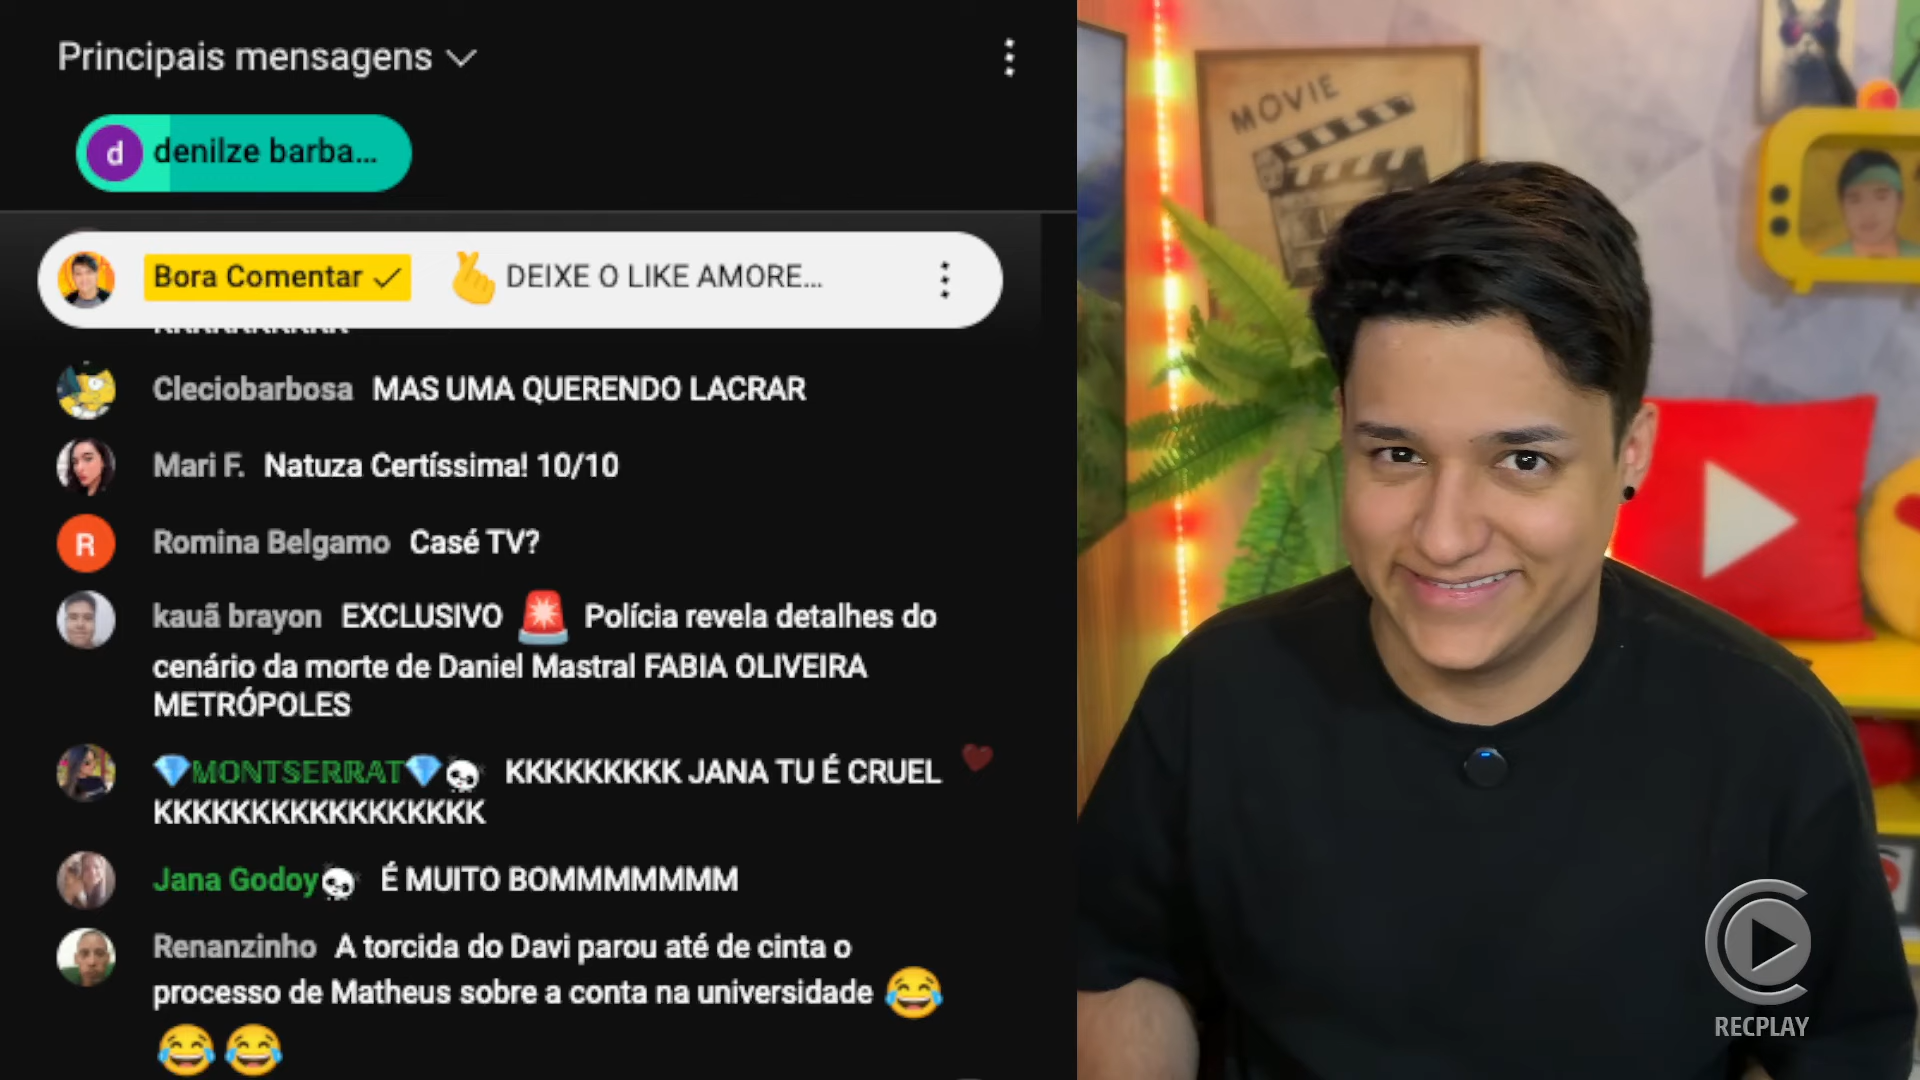 Principais mensagens
d denilze barba...
Bora Comentar DEIXE O LIKE AMORE...
Cleciobarbosa MAS UMA QUERENDO LACRAR
Mari F. Natuza Certíssima! 10/10
R Romina Belgamo Casé TV?
kauã brayon EXCLUSIVO 🚨 Polícia revela detalhes do
cenário da morte de Daniel Mastral FABIA OLIVEIRA
METRÓPOLES
💎MONTSERRAT💎 KKKKKKKKK JANA TU É CRUEL
KKKKKKKKKKKKKKKKK
Jana Godoy É MUITO BOMMMMMMM
Renanzinho A torcida do Davi parou até de cinta o
processo de Matheus sobre a conta na universidade 😂
😂😂
MOVIE
RECPLAY